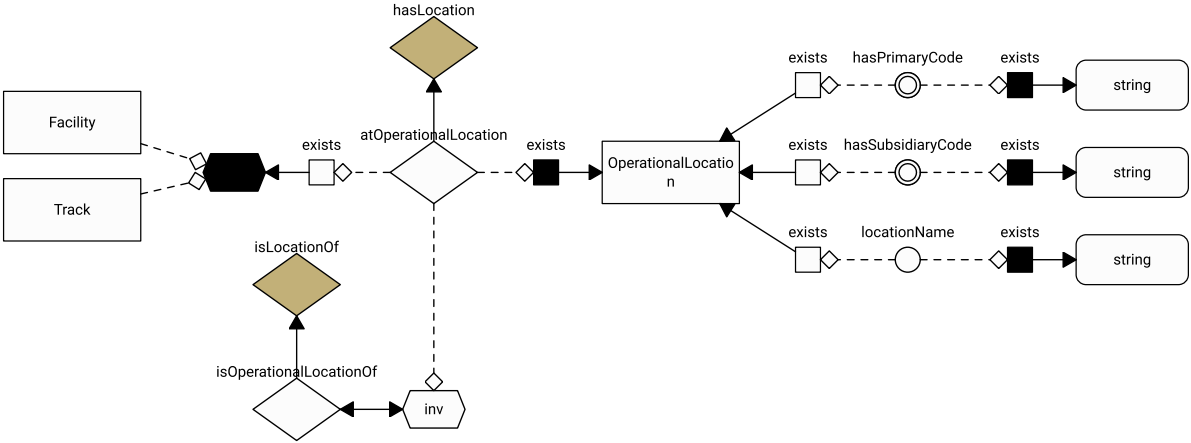 hasLocation
exists
hasPrimaryCode
exists
string
Facility
exists
atOperationalLocation
exists
OperationalLocatio
n
exists
hasSubsidiaryCode
exists
string
Track
exists
locationName
exists
string
isLocationOf
isOperationalLocationOf
inv